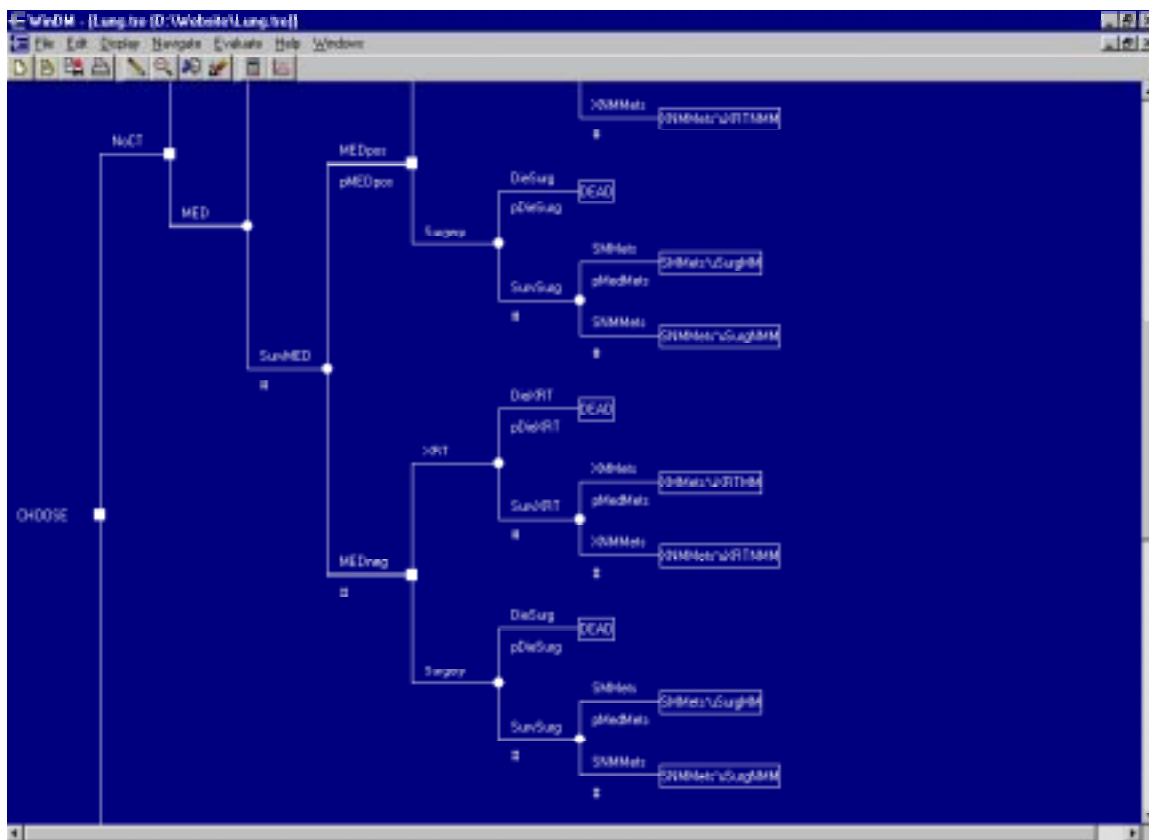 WinDM - [Lung.tre (D:\Website\Lung.tre)]
File Edit Display Navigate Evaluate Help Windows
XNMMets
XNMMets\uXRTNMM
#
NoCT
MEDpos
pMEDpos
DieSurg
DEAD
pDieSurg
MED
Surgery
SMMets
SMMets\uSurgMM
pMedMets
SurvSurg
#
SNMMets
SNMMets\uSurgNMM
#
SurvMED
#
DieXRT
DEAD
pDieXRT
XRT
XMMets
XMMets\uXRTMM
pMedMets
SurvXRT
#
CHOOSE
XNMMets
XNMMets\uXRTNMM
#
MEDneg
#
DieSurg
DEAD
pDieSurg
Surgery
SMMets
SMMets\uSurgMM
pMedMets
SurvSurg
#
SNMMets
SNMMets\uSurgNMM
#